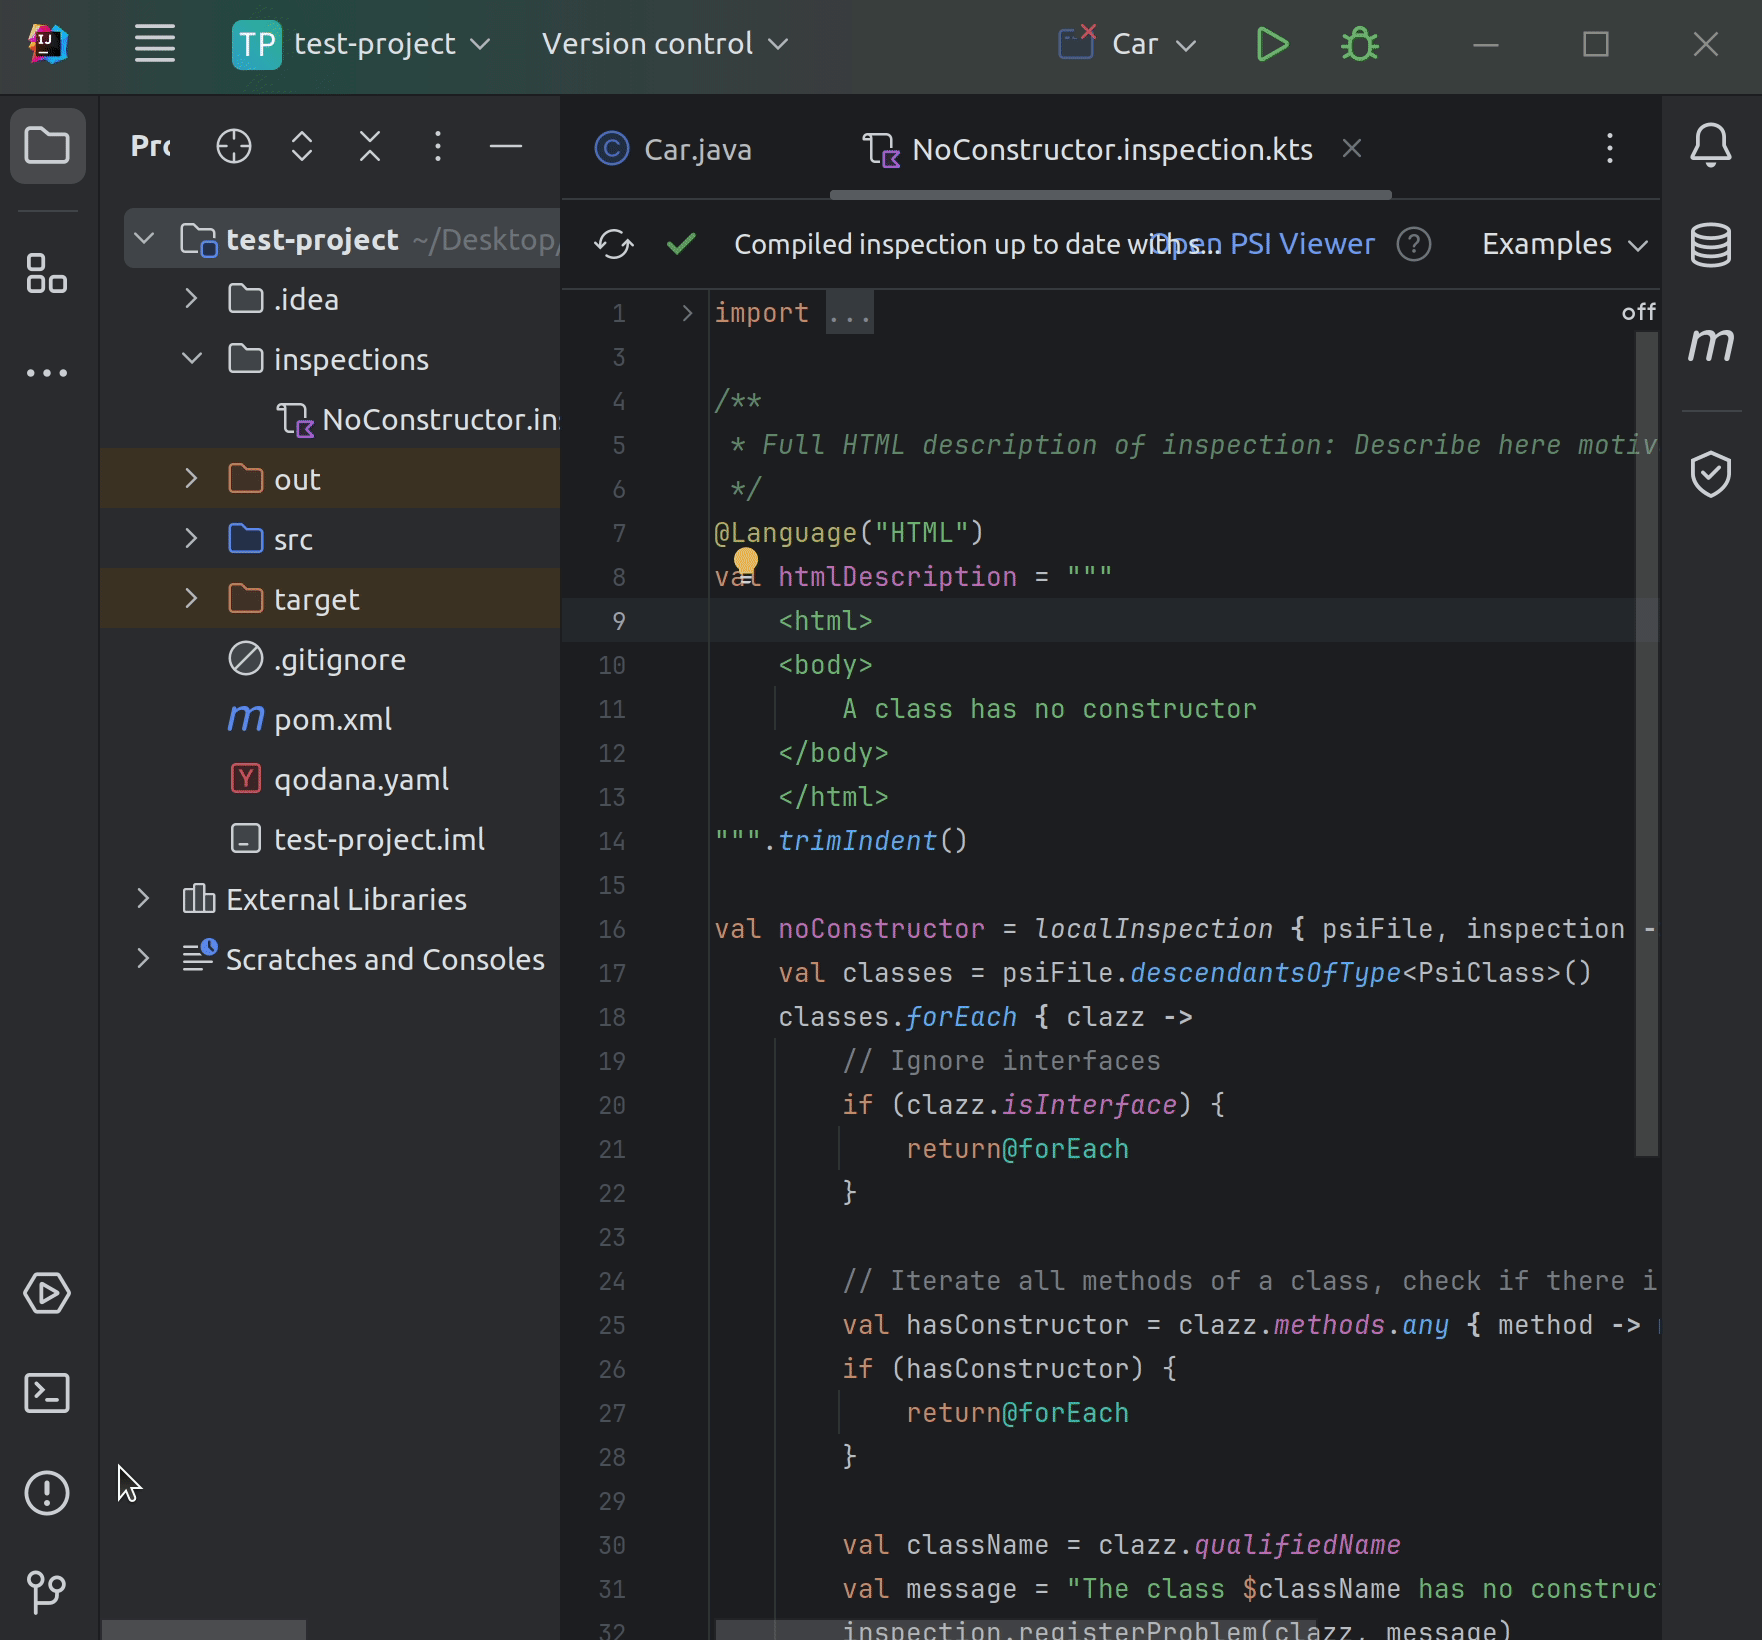 IJ
TP test-project Version control Car
Pro
Car.java NoConstructor.inspection.kts
Compiled inspection up to date with s... Open PSI Viewer ? Examples
test-project ~/Desktop/
.idea
inspections
NoConstructor.ins
out
src
target
.gitignore
m pom.xml
Y qodana.yaml
test-project.iml
External Libraries
Scratches and Consoles
m
off
1 import ...
3
4 /**
5 * Full HTML description of inspection: Describe here motiv
6 */
7 @Language("HTML")
8 val htmlDescription = """
9 <html>
10 <body>
11 A class has no constructor
12 </body>
13 </html>
14 """.trimIndent()
15
16 val noConstructor = localInspection { psiFile, inspection -
17 val classes = psiFile.descendantsOfType<PsiClass>()
18 classes.forEach { clazz ->
19 // Ignore interfaces
20 if (clazz.isInterface) {
21 return@forEach
22 }
23
24 // Iterate all methods of a class, check if there i
25 val hasConstructor = clazz.methods.any { method ->
26 if (hasConstructor) {
27 return@forEach
28 }
29
30 val className = clazz.qualifiedName
31 val message = "The class $className has no construc
32 inspection.registerProblem(clazz, message)